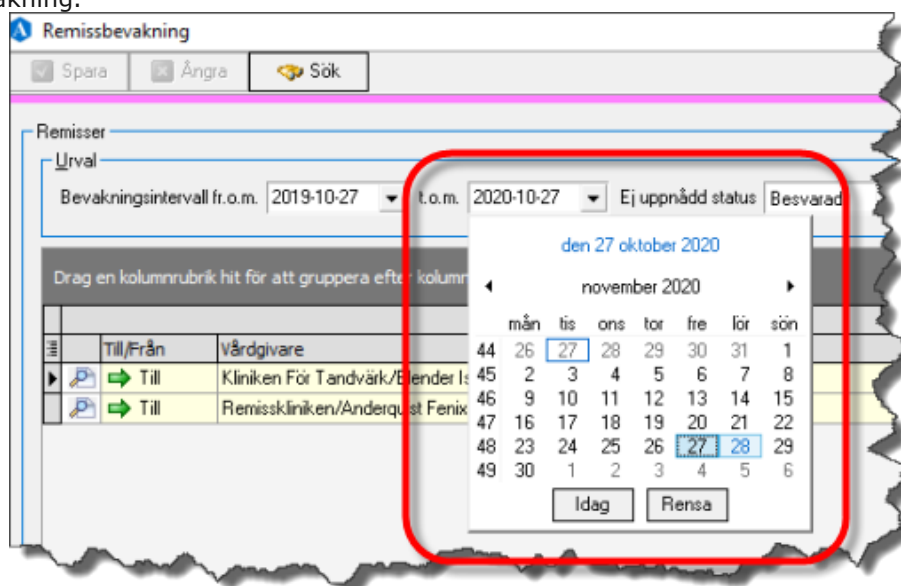 Remissbevakning
Spara Ångra Sök
Remisser
Urval
Bevakningsintervall fr.o.m. 2019-10-27 t.o.m. 2020-10-27 Ej uppnådd status Besvarad
den 27 oktober 2020
Drag en kolumnrubrik hit för att gruppera efter kolumn
november 2020
mån tis ons tor fre lör sön
Till/Från Vårdgivare
44 26 27 28 29 30 31 1
Till Kliniken För Tandvärk/Blender Is
45 2 3 4 5 6 7 8
46 9 10 11 12 13 14 15
Till Remisskliniken/Anderquist Fenix
47 16 17 18 19 20 21 22
48 23 24 25 26 27 28 29
49 30 1 2 3 4 5 6
Idag Rensa